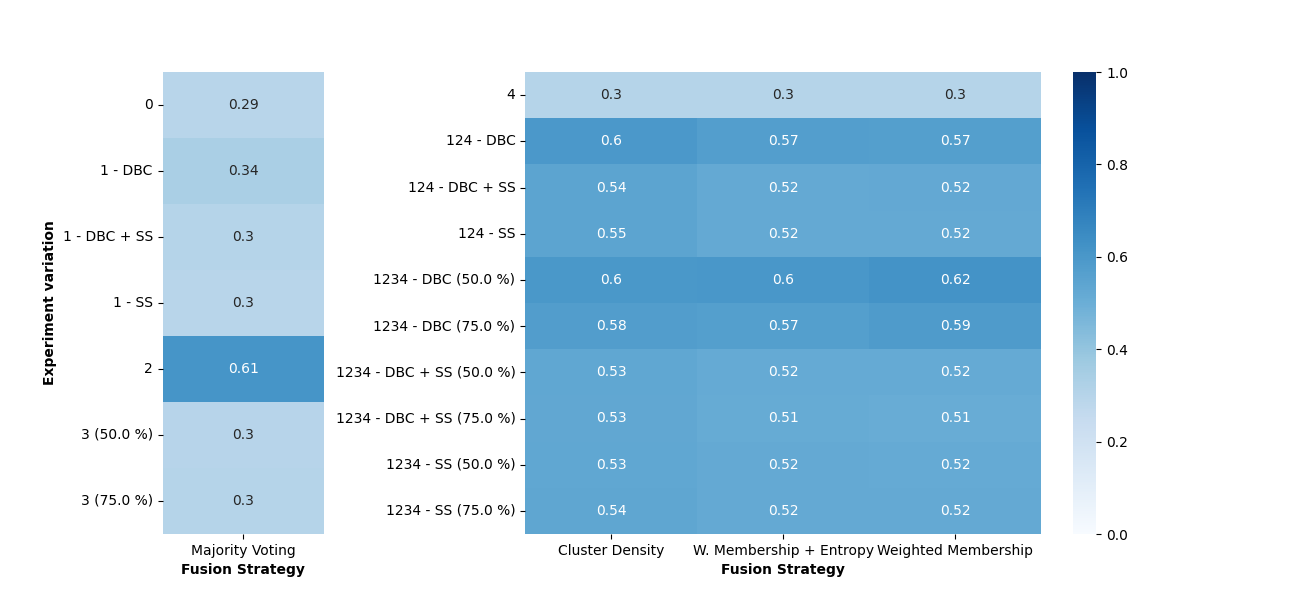 Experiment variation
0 0.29
1 - DBC 0.34
1 - DBC + SS 0.3
1 - SS 0.3
2 0.61
3 (50.0 %) 0.3
3 (75.0 %) 0.3
Majority Voting
Fusion Strategy
4 0.3 0.3 0.3
124 - DBC 0.6 0.57 0.57
124 - DBC + SS 0.54 0.52 0.52
124 - SS 0.55 0.52 0.52
1234 - DBC (50.0 %) 0.6 0.6 0.62
1234 - DBC (75.0 %) 0.58 0.57 0.59
1234 - DBC + SS (50.0 %) 0.53 0.52 0.52
1234 - DBC + SS (75.0 %) 0.53 0.51 0.51
1234 - SS (50.0 %) 0.53 0.52 0.52
1234 - SS (75.0 %) 0.54 0.52 0.52
Cluster Density W. Membership + Entropy Weighted Membership
Fusion Strategy
1.0
0.8
0.6
0.4
0.2
0.0